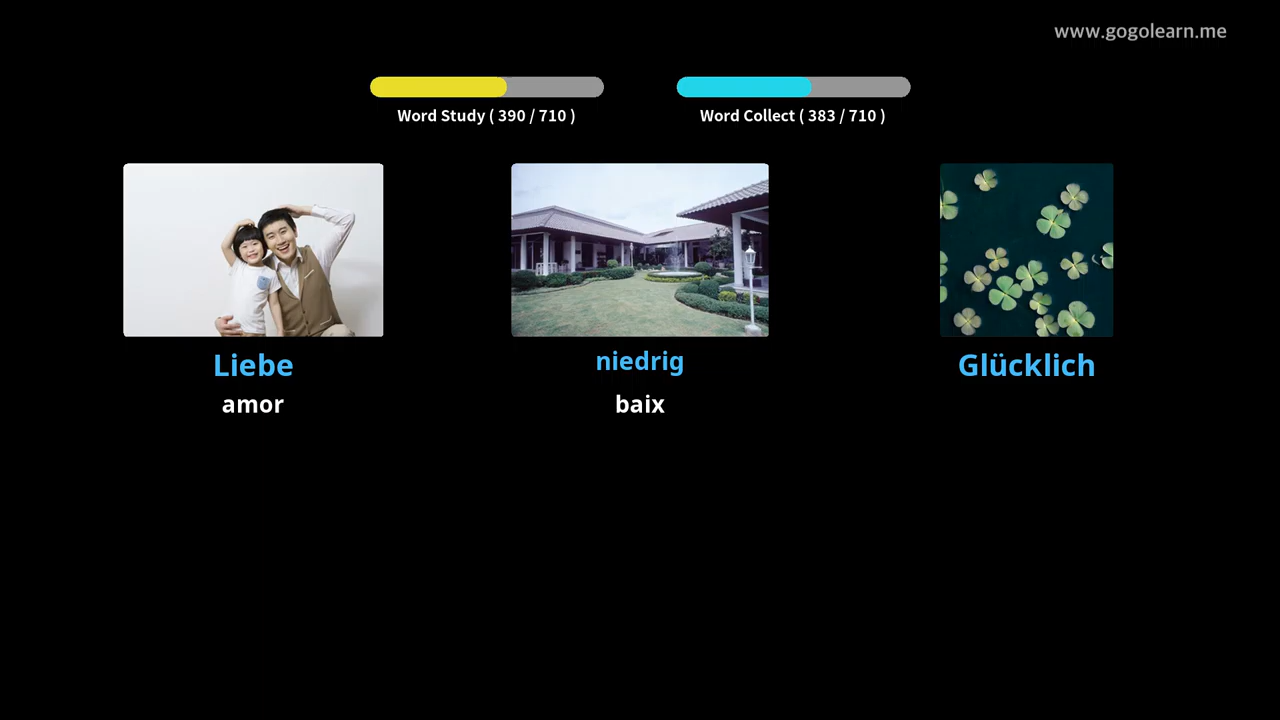 www.gogolearn.me
Word Study ( 390 / 710 )
Word Collect ( 383 / 710 )
Liebe
amor
niedrig
baix
Glücklich